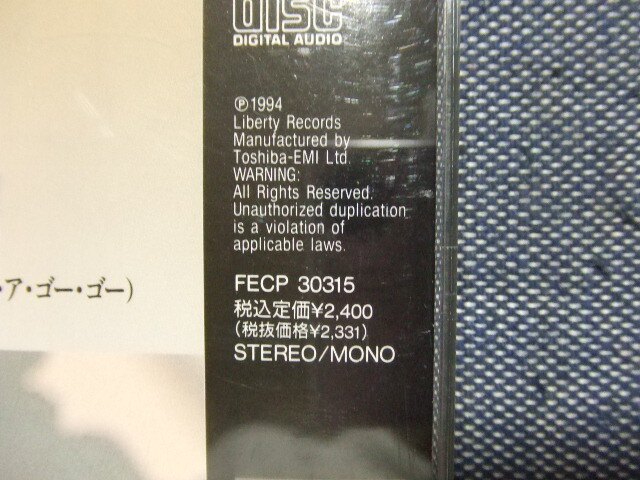 DISC
DIGITAL AUDIO
℗1994
Liberty Records
Manufactured by
Toshiba-EMI Ltd.
WARNING:
All Rights Reserved.
Unauthorized duplication
is a violation of
applicable laws.
・ア・ゴー・ゴー)
FECP 30315
税込定価¥2,400
(税抜価格¥2,331)
STEREO/MONO